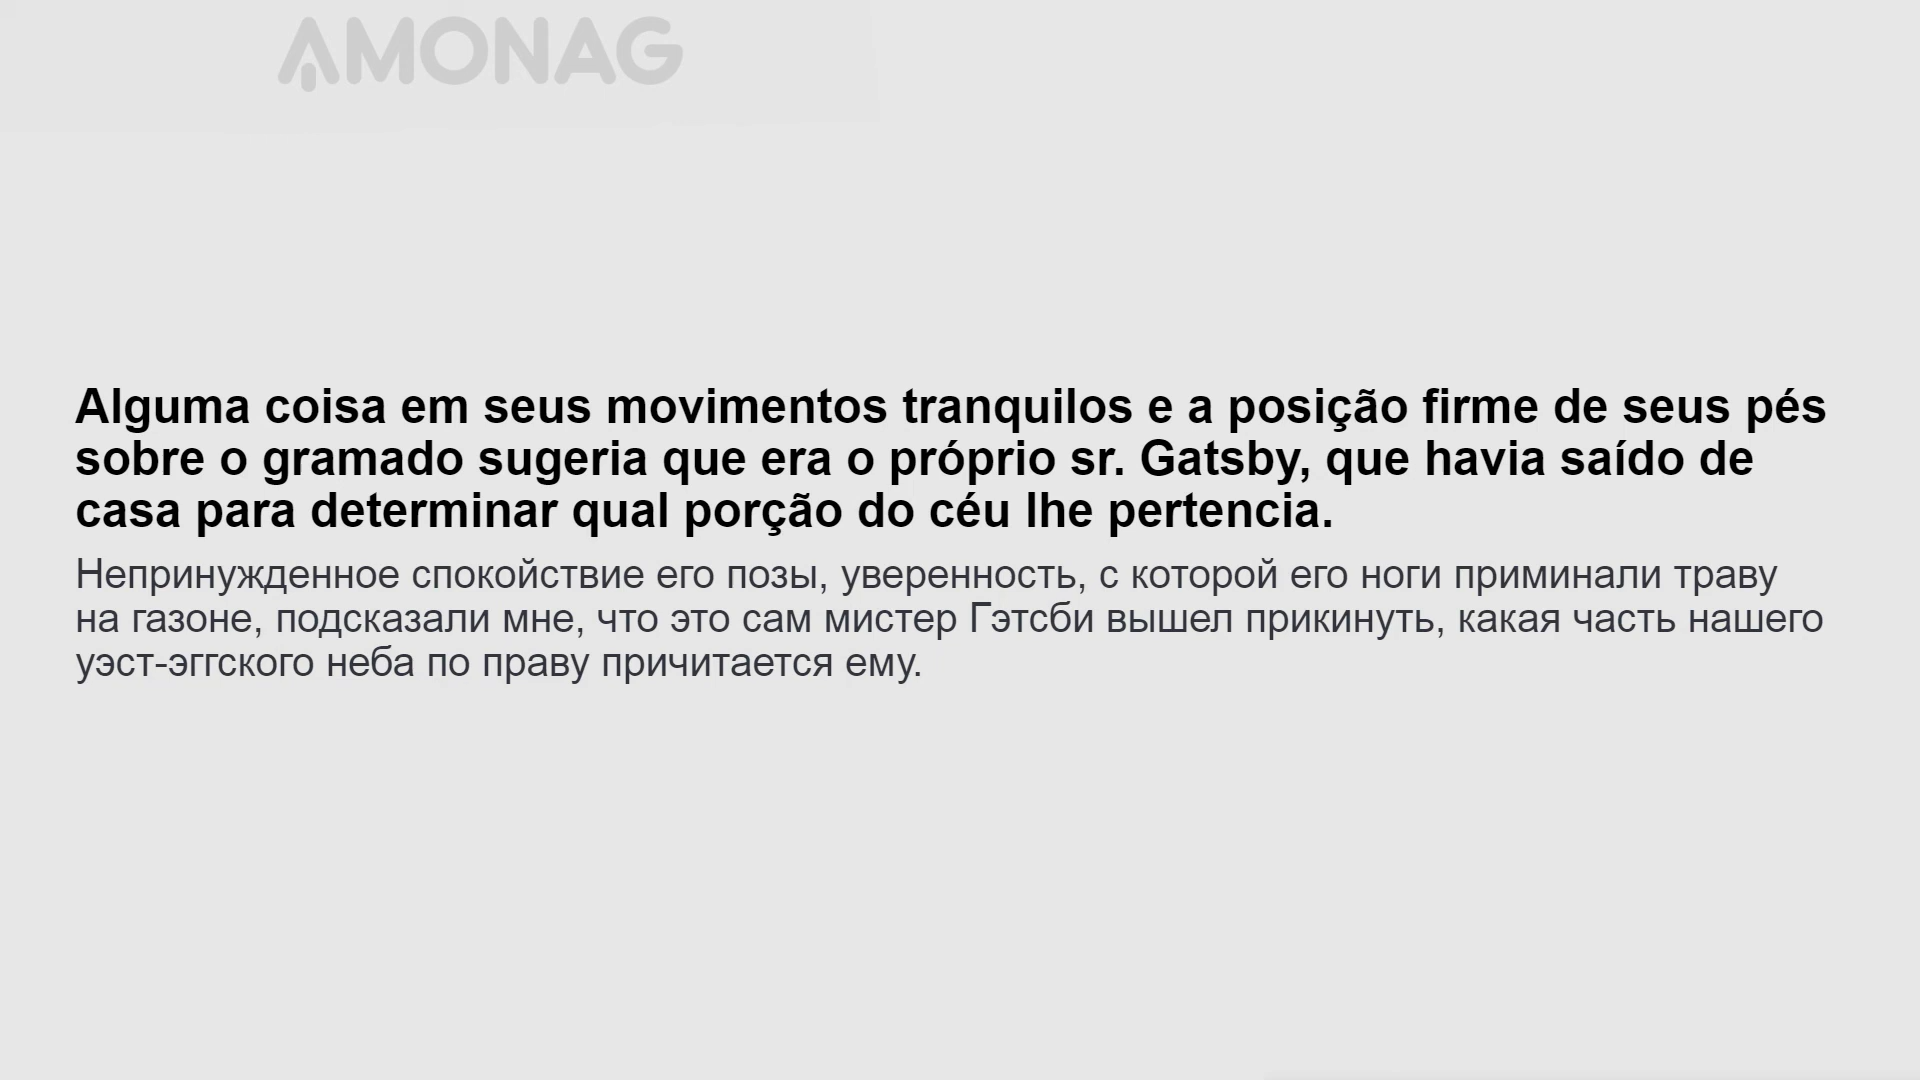 AMONAG
Alguma coisa em seus movimentos tranquilos e a posição firme de seus pés
sobre o gramado sugeria que era o próprio sr. Gatsby, que havia saído de
casa para determinar qual porção do céu lhe pertencia.
Непринужденное спокойствие его позы, уверенность, с которой его ноги приминали траву
на газоне, подсказали мне, что это сам мистер Гэтсби вышел прикинуть, какая часть нашего
уэст-эггского неба по праву причитается ему.